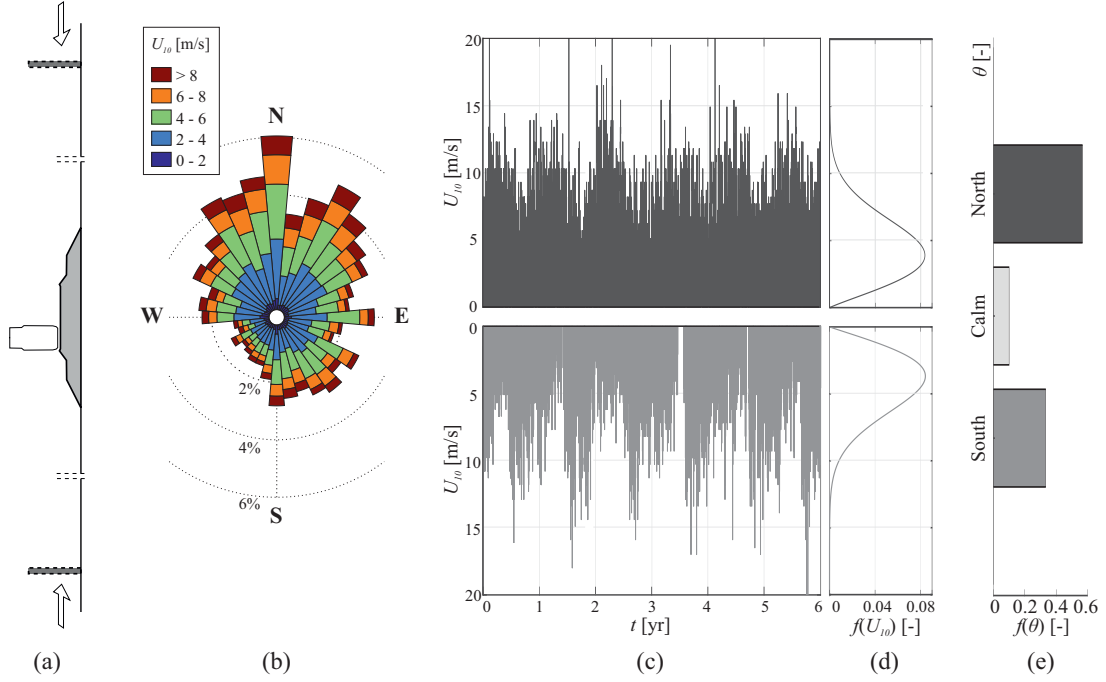 U10 [m/s]
> 8
6 - 8
4 - 6
2 - 4
0 - 2
N
W
E
S
2%
4%
6%
20
15
10
5
0
U10 [m/s]
0
5
10
15
20
U10 [m/s]
0 1 2 3 4 5 6
t [yr]
0 0.04 0.08
f(U10) [-]
θ [-]
North
Calm
South
0 0.2 0.4 0.6
f(θ) [-]
(a)
(b)
(c)
(d)
(e)